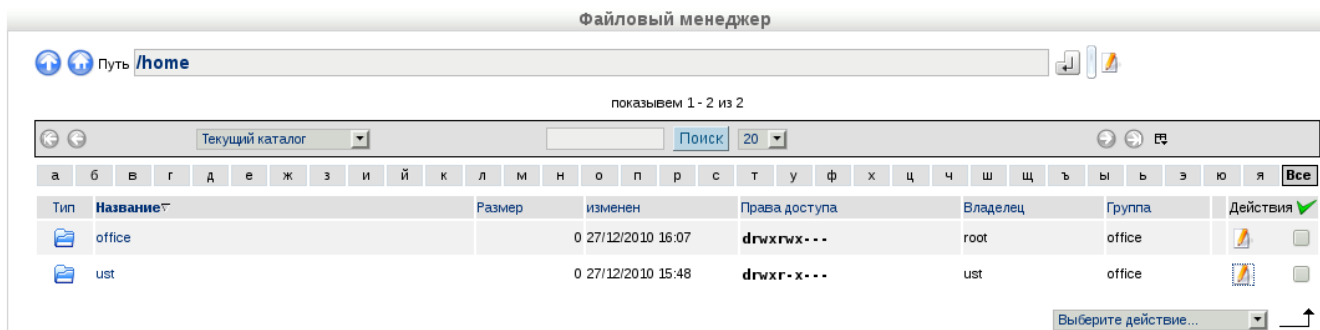 Файловый менеджер
Путь /home
показывем 1 - 2 из 2
Текущий каталог Поиск 20
а б в г д е ж з и й к л м н о п р с т у ф х ц ч ш щ ъ ы ь э ю я Все
Тип Название Размер изменен Права доступа Владелец Группа Действия
office 0 27/12/2010 16:07 drwxrwx--- root office
ust 0 27/12/2010 15:48 drwxr-x--- ust office
Выберите действие...